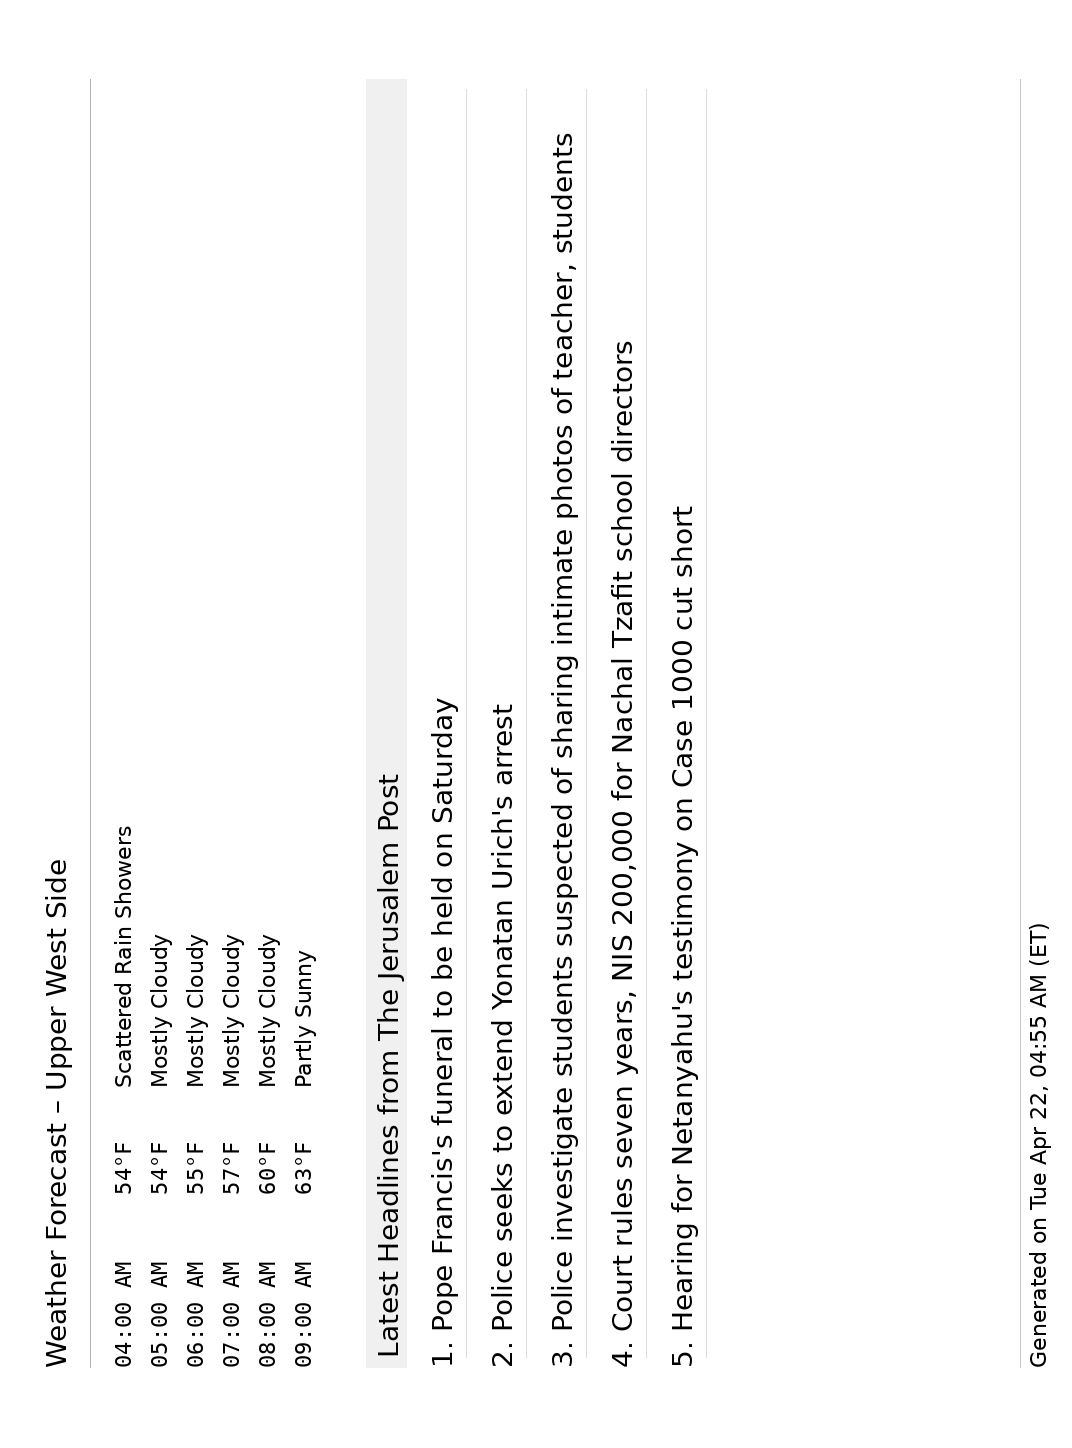 Weather Forecast – Upper West Side
04:00 AM 54°F Scattered Rain Showers
05:00 AM 54°F Mostly Cloudy
06:00 AM 55°F Mostly Cloudy
07:00 AM 57°F Mostly Cloudy
08:00 AM 60°F Mostly Cloudy
09:00 AM 63°F Partly Sunny
Latest Headlines from The Jerusalem Post
1. Pope Francis's funeral to be held on Saturday
2. Police seeks to extend Yonatan Urich's arrest
3. Police investigate students suspected of sharing intimate photos of teacher, students
4. Court rules seven years, NIS 200,000 for Nachal Tzafit school directors
5. Hearing for Netanyahu's testimony on Case 1000 cut short
Generated on Tue Apr 22, 04:55 AM (ET)